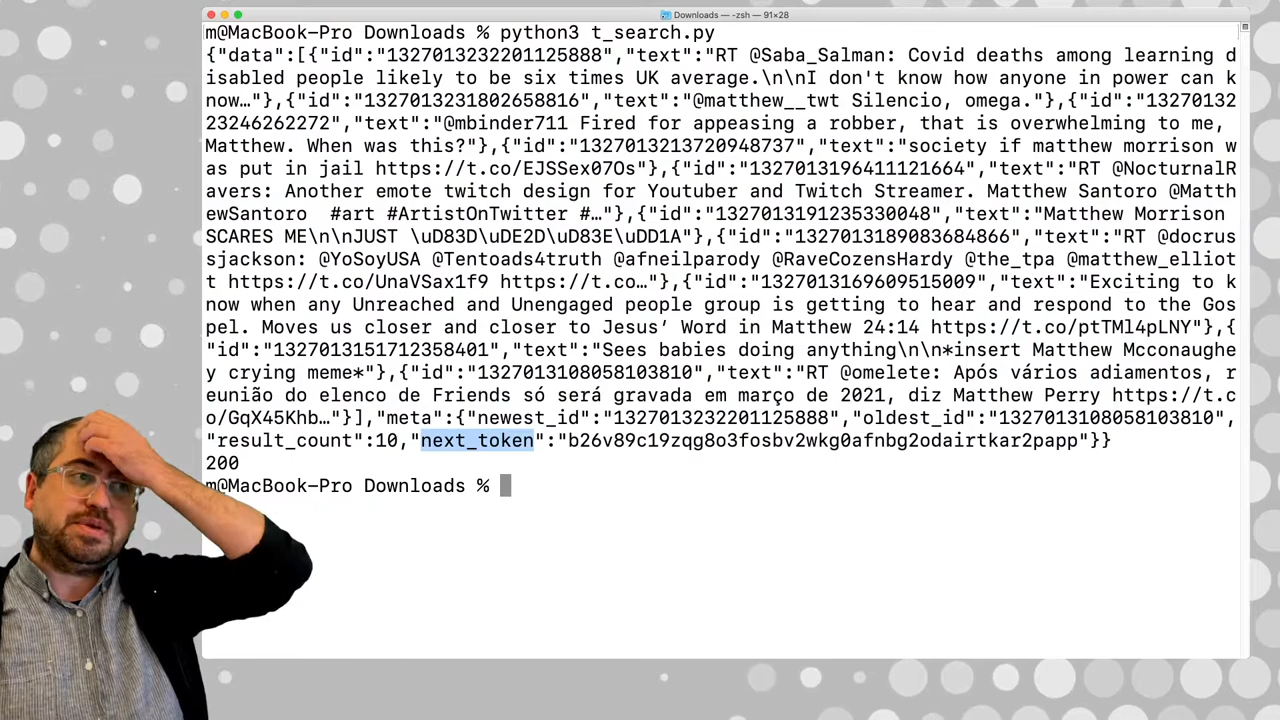 Downloads — -zsh — 91×28
m@MacBook-Pro Downloads % python3 t_search.py
{"data":[{"id":"1327013232201125888","text":"RT @Saba_Salman: Covid deaths among learning d
isabled people likely to be six times UK average.\n\nI don't know how anyone in power can k
now…"},{"id":"1327013231802658816","text":"@matthew__twt Silencio, omega."},{"id":"13270132
23246262272","text":"@mbinder711 Fired for appeasing a robber, that is overwhelming to me,
Matthew. When was this?"},{"id":"1327013213720948737","text":"society if matthew morrison w
as put in jail https://t.co/EJSSex07Os"},{"id":"1327013196411121664","text":"RT @NocturnalR
avers: Another emote twitch design for Youtuber and Twitch Streamer. Matthew Santoro @Matth
ewSantoro  #art #ArtistOnTwitter #…"},{"id":"1327013191235330048","text":"Matthew Morrison
SCARES ME\n\nJUST \uD83D\uDE2D\uD83E\uDD1A"},{"id":"1327013189083684866","text":"RT @docrus
sjackson: @YoSoyUSA @Tentoads4truth @afneilparody @RaveCozensHardy @the_tpa @matthew_elliot
t https://t.co/UnaVSax1f9 https://t.co…"},{"id":"1327013169609515009","text":"Exciting to k
now when any Unreached and Unengaged people group is getting to hear and respond to the Gos
pel. Moves us closer and closer to Jesus’ Word in Matthew 24:14 https://t.co/ptTMl4pLNY"},{
"id":"1327013151712358401","text":"Sees babies doing anything\n\n*insert Matthew Mcconaughe
y crying meme*"},{"id":"1327013108058103810","text":"RT @omelete: Após vários adiamentos, r
eunião do elenco de Friends só será gravada em março de 2021, diz Matthew Perry https://t.c
o/GqX45Khb…"}],"meta":{"newest_id":"1327013232201125888","oldest_id":"1327013108058103810",
"result_count":10,"next_token":"b26v89c19zqg8o3fosbv2wkg0afnbg2odairtkar2papp"}}
200
m@MacBook-Pro Downloads %